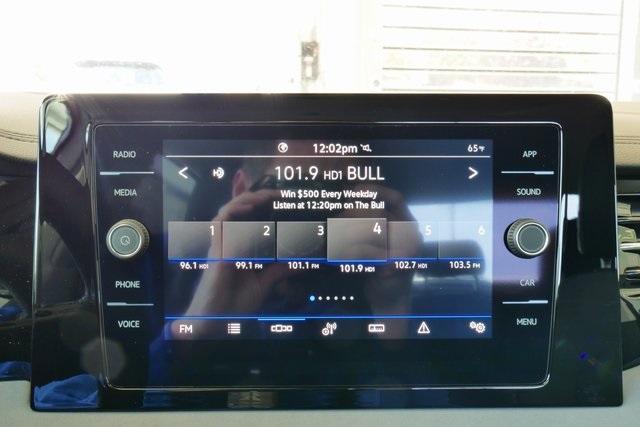 RADIO
MEDIA
PHONE
VOICE
12:02pm
65°F
101.9 HD1 BULL
Win $500 Every Weekday
Listen at 12:20pm on The Bull
1 2 3 4 5 6
96.1 HD1 99.1 FM 101.1 FM 101.9 HD1 102.7 HD1 103.5 FM
FM
APP
SOUND
CAR
MENU